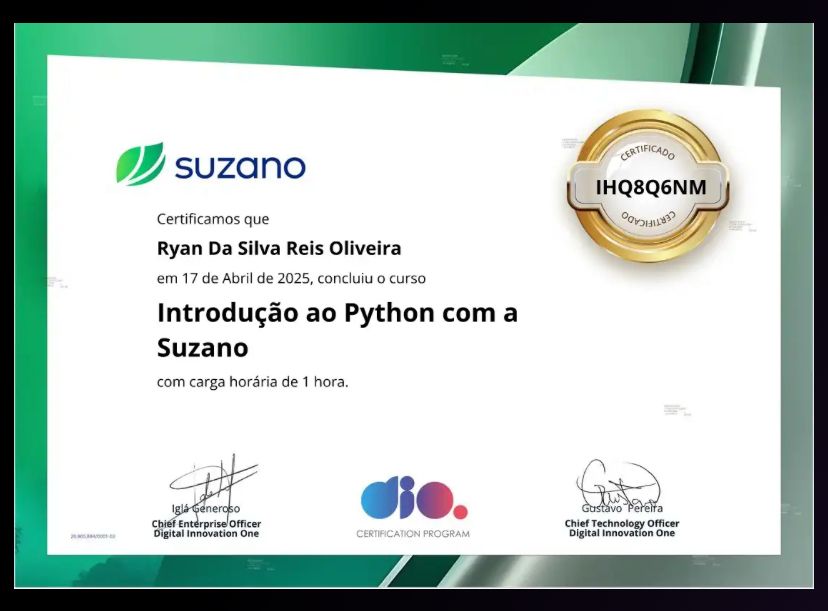 suzano
CERTIFICADO
IHQ8Q6NM
CERTIFICADO
Certificamos que
Ryan Da Silva Reis Oliveira
em 17 de Abril de 2025, concluiu o curso
Introdução ao Python com a
Suzano
com carga horária de 1 hora.
Iglá Generoso
Chief Enterprise Officer
Digital Innovation One
dio.
CERTIFICATION PROGRAM
Gustavo Pereira
Chief Technology Officer
Digital Innovation One